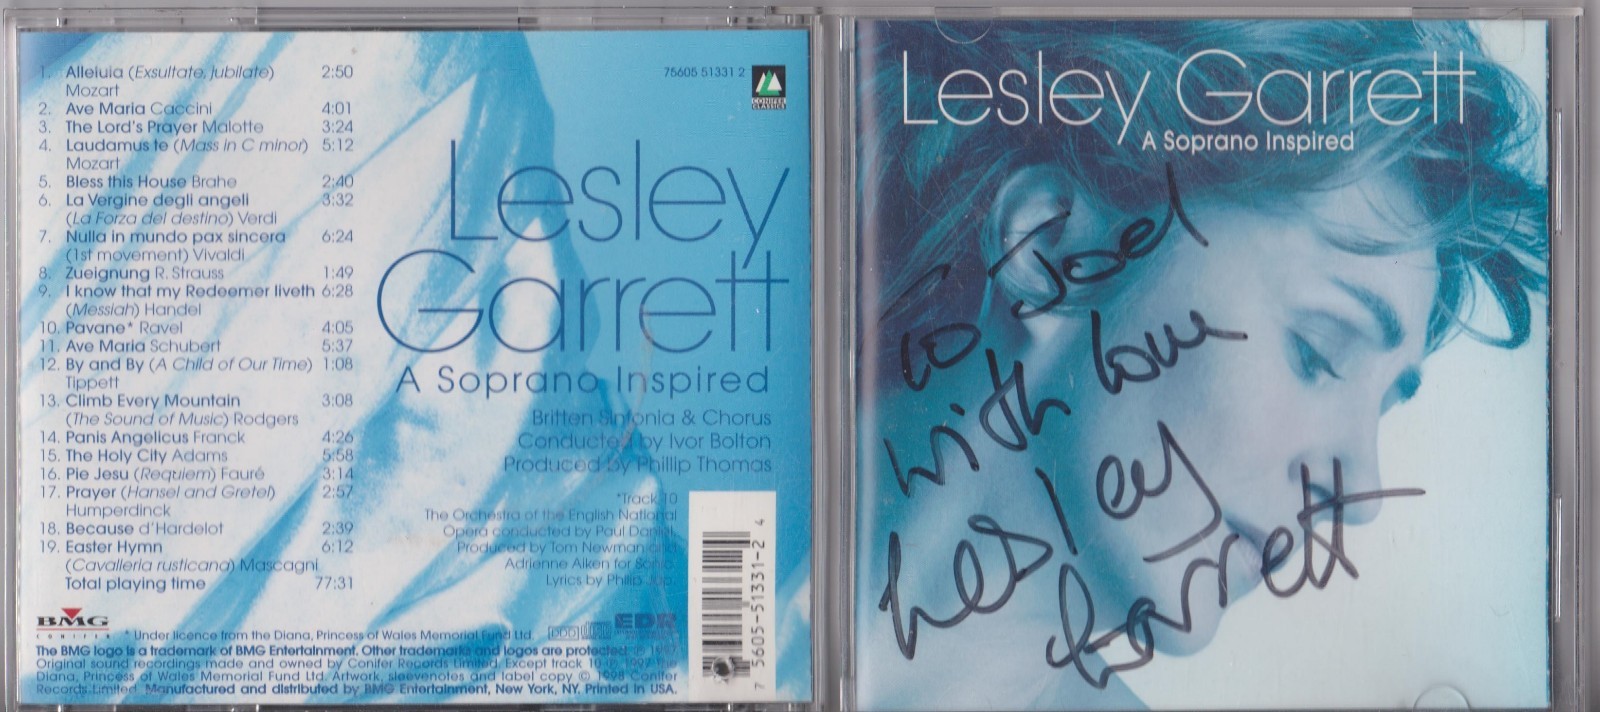 1. Alleluia (Exsultate, jubilate) 2:50
Mozart
2. Ave Maria Caccini 4:01
3. The Lord's Prayer Malotte 3:24
4. Laudamus te (Mass in C minor) 5:12
Mozart
5. Bless this House Brahe 2:40
6. La Vergine degli angeli 3:32
(La Forza del destino) Verdi
7. Nulla in mundo pax sincera 6:24
(1st movement) Vivaldi
8. Zueignung R. Strauss 1:49
9. I know that my Redeemer liveth 6:28
(Messiah) Handel
10. Pavane* Ravel 4:05
11. Ave Maria Schubert 5:37
12. By and By (A Child of Our Time) 1:08
Tippett
13. Climb Every Mountain 3:08
(The Sound of Music) Rodgers
14. Panis Angelicus Franck 4:26
15. The Holy City Adams 5:58
16. Pie Jesu (Requiem) Fauré 3:14
17. Prayer (Hansel and Gretel) 2:57
Humperdinck
18. Because d'Hardelot 2:39
19. Easter Hymn 6:12
(Cavalleria rusticana) Mascagni
Total playing time 77:31
75605 51331 2
CONIFER
CLASSICS
Lesley
Garrett
A Soprano Inspired
Britten Sinfonia & Chorus
Conducted by Ivor Bolton
Produced by Phillip Thomas
*Track 10
The Orchestra of the English National
Opera conducted by Paul Daniel
Produced by Tom Newman and
Adrienne Aiken for
Lyrics by Philip
BMG
CONIFER
* Under licence from the Diana, Princess of Wales Memorial Fund Ltd. DDD disc EDR
The BMG logo is a trademark of BMG Entertainment. Other trademarks and logos are protected. ℗ 1997
Original sound recordings made and owned by Conifer Records Limited. Except track 10 ℗ 1997 The
Diana, Princess of Wales Memorial Fund Ltd. Artwork, sleevenotes and label copy © 1998 Conifer
Records Limited. Manufactured and distributed by BMG Entertainment, New York, NY. Printed in USA.
7 5605-51331-2 4
Lesley Garrett
A Soprano Inspired
To Joel
with love
Lesley
Garrett